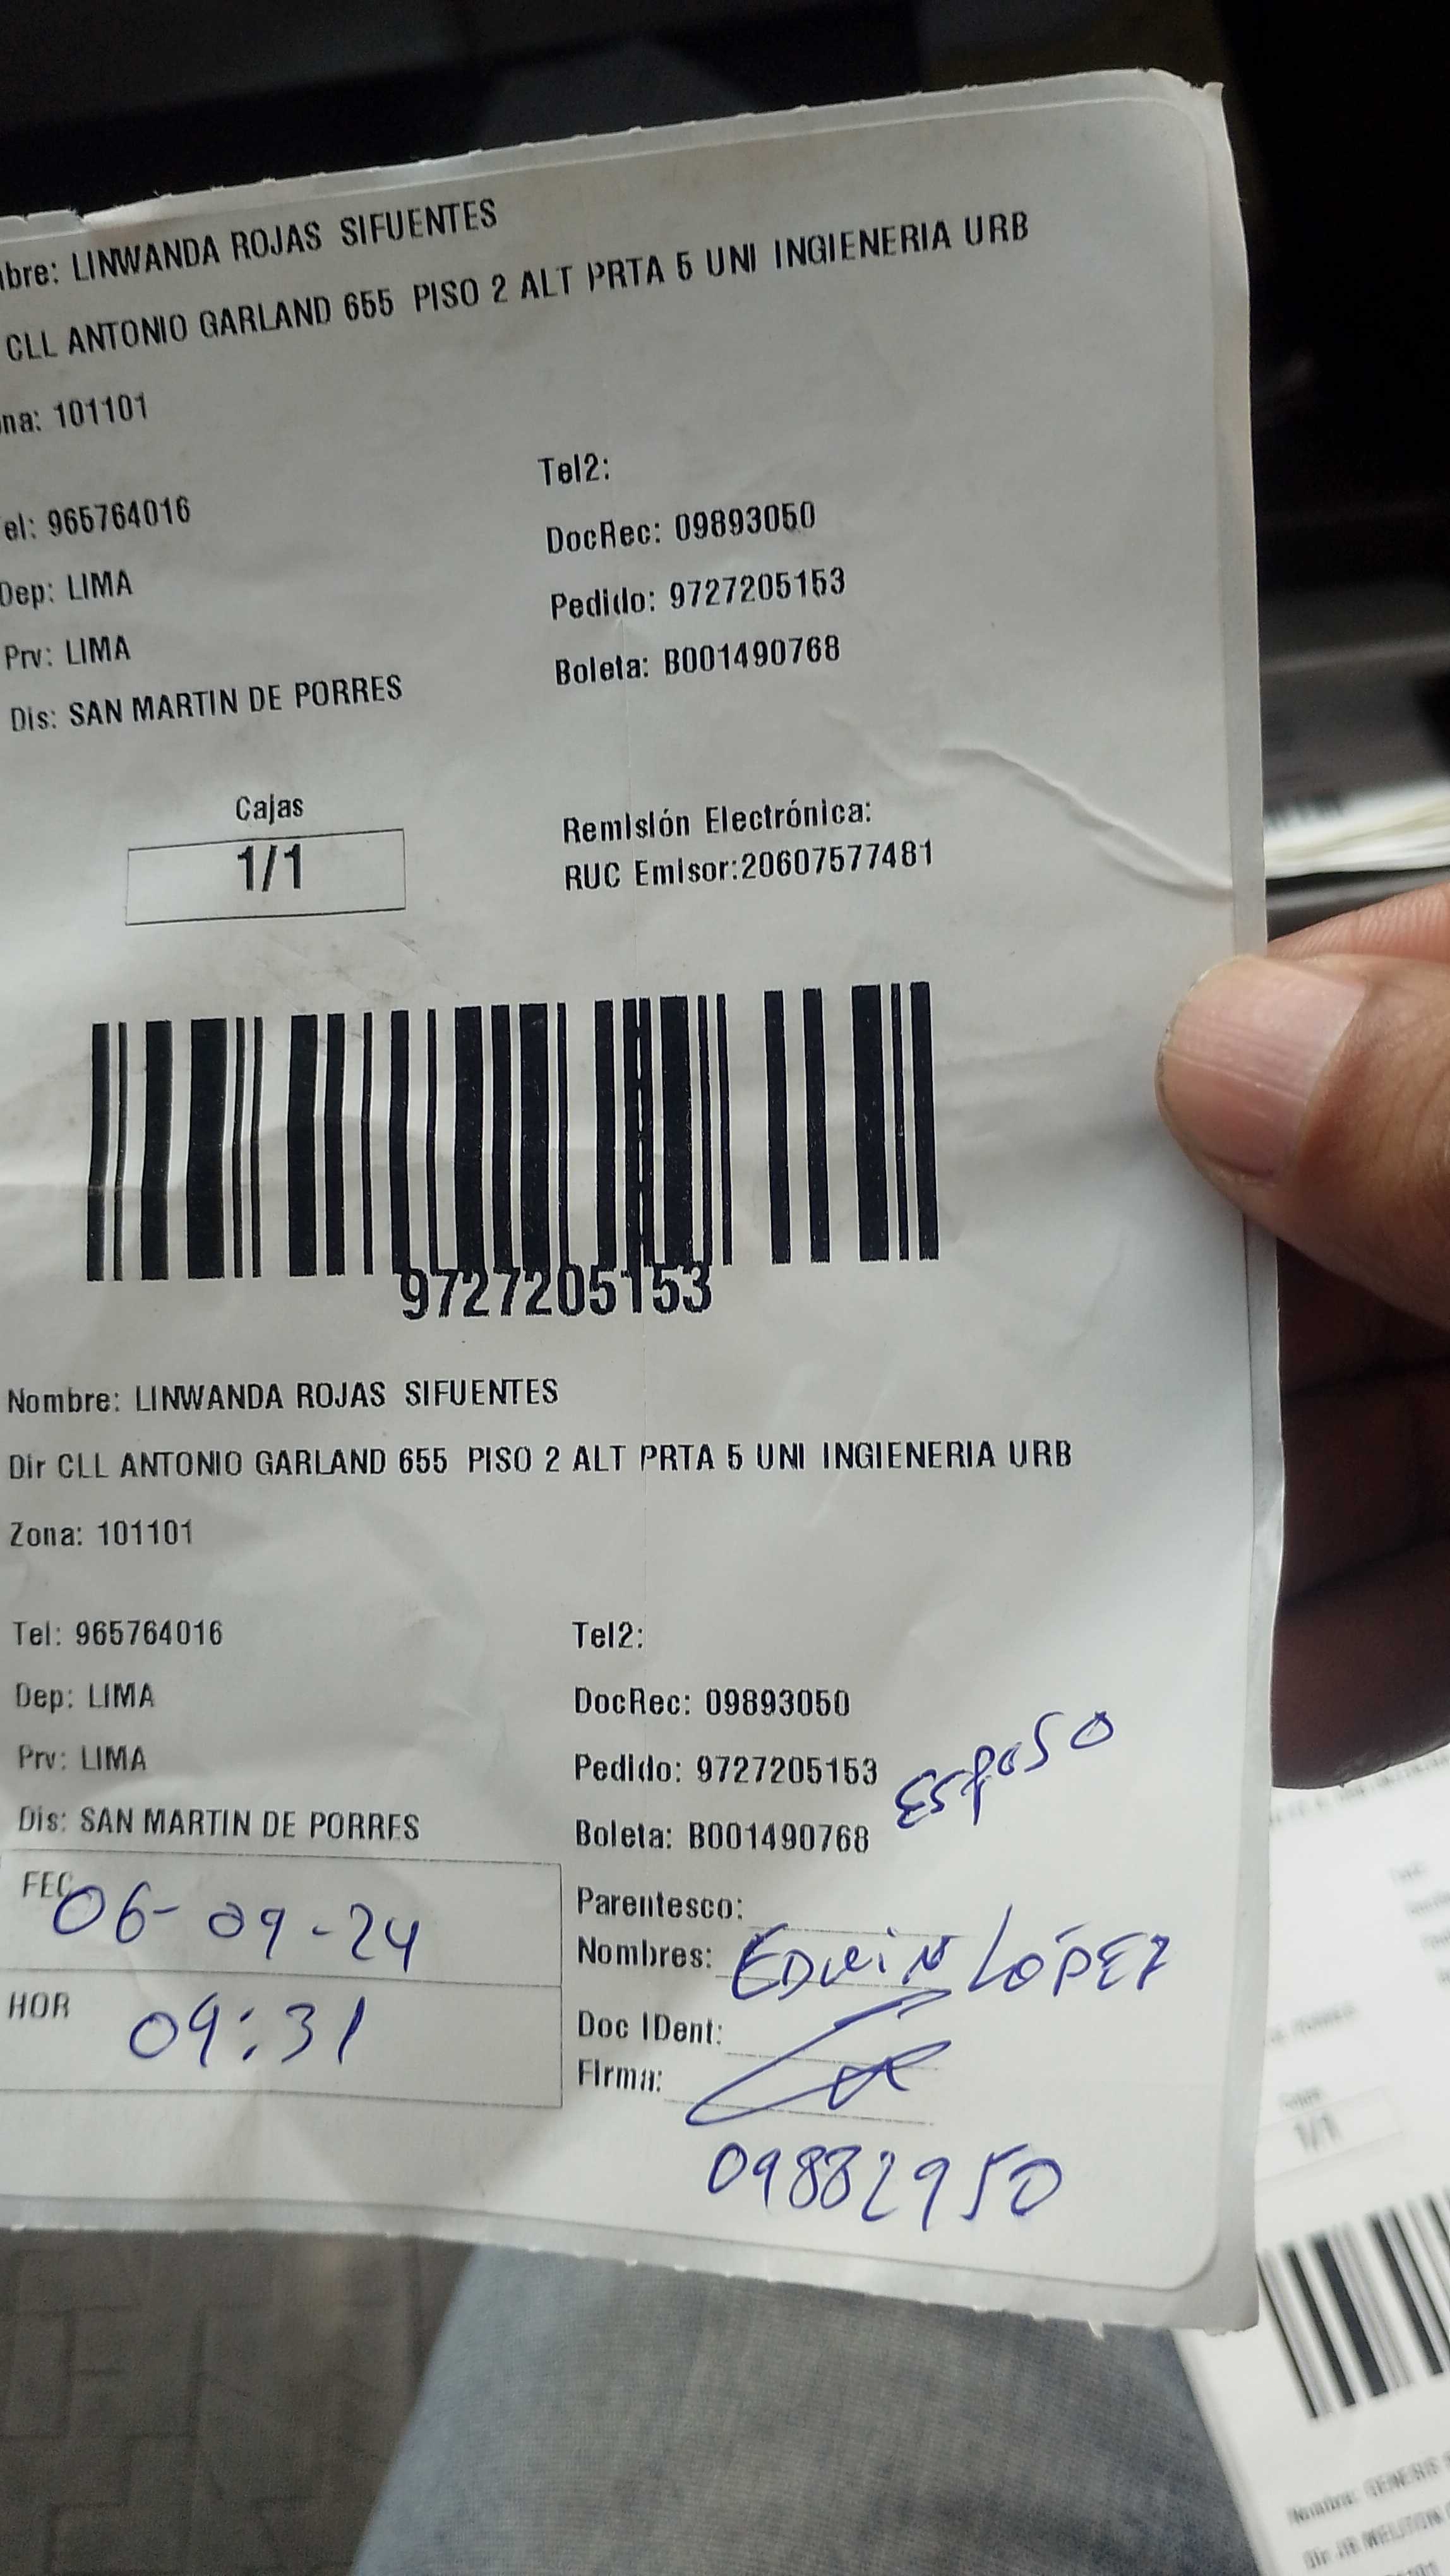 bre: LINWANDA ROJAS SIFUENTES
CLL ANTONIO GARLAND 655 PISO 2 ALT PRTA 5 UNI INGIENERIA URB
na: 101101
el: 965764016
Tel2:
Dep: LIMA
DocRec: 09893050
Prv: LIMA
Pedido: 9727205153
Dis: SAN MARTIN DE PORRES
Boleta: B001490768
Cajas
1/1
Remisión Electrónica:
RUC Emisor:20607577481
9727205153
Nombre: LINWANDA ROJAS SIFUENTES
Dir CLL ANTONIO GARLAND 655 PISO 2 ALT PRTA 5 UNI INGIENERIA URB
Zona: 101101
Tel: 965764016
Tel2:
Dep: LIMA
DocRec: 09893050
Prv: LIMA
Pedido: 9727205153
Dis: SAN MARTIN DE PORRES
Boleta: B001490768
ESPOSO
FEC 06-09-24
Parentesco:
Nombres: EDWIN LÓPEZ
HOR 09:31
Doc IDent:
Firma:
09882950
1/1
Nombre: GENESIS